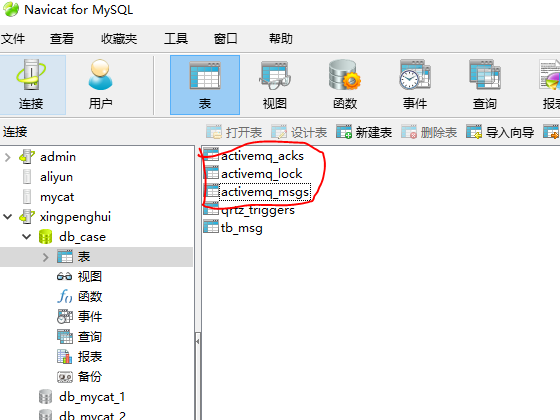 Navicat for MySQL
文件 查看 收藏夹 工具 窗口 帮助
连接 用户 表 视图 函数 事件 查询 报表
连接 打开表 设计表 新建表 删除表 导入向导
admin
aliyun
mycat
xingpenghui
db_case
表
视图
函数
事件
查询
报表
备份
db_mycat_1
db_mycat_2
activemq_acks
activemq_lock
activemq_msgs
qrtz_triggers
tb_msg